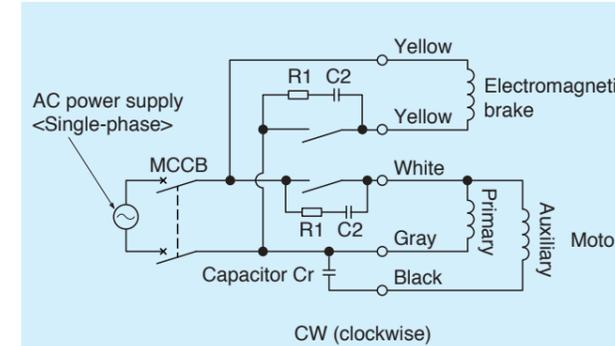 Yellow
R1 C2
Electromagneti
brake
AC power supply
<Single-phase>
Yellow
MCCB
White
Primary
Auxiliary
R1 C2
Gray
Moto
Capacitor Cr
Black
CW (clockwise)